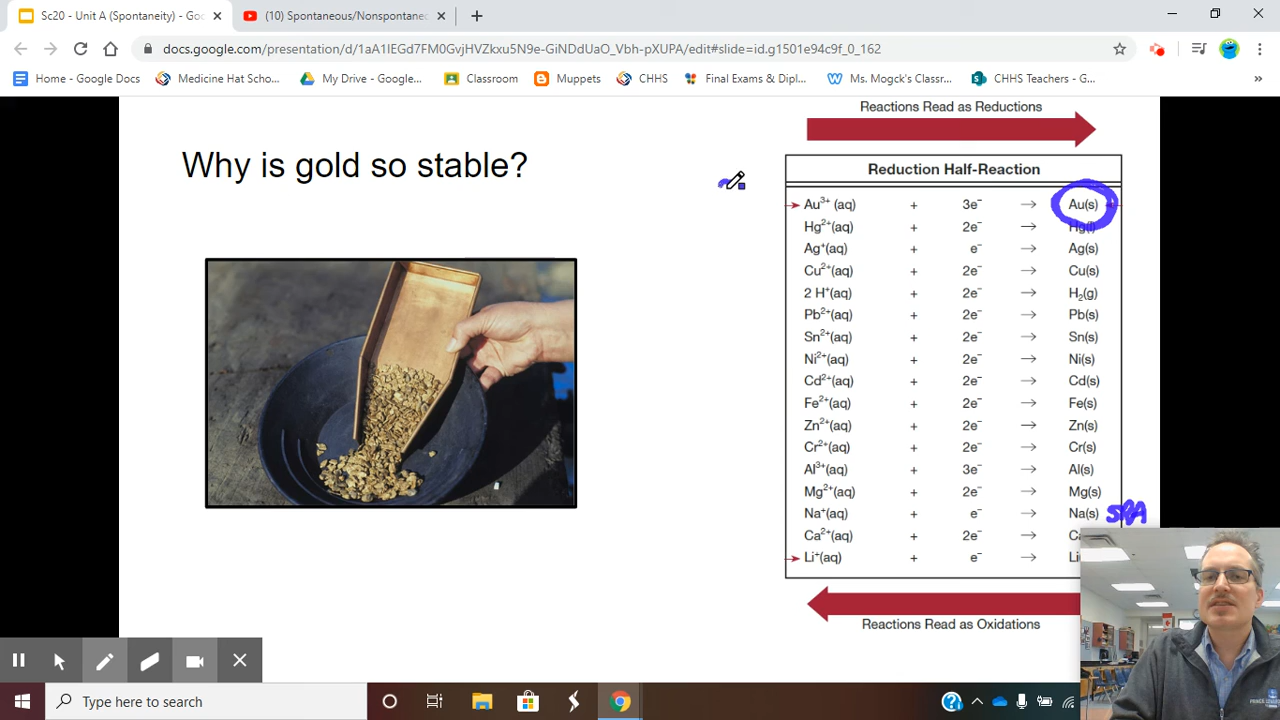 Sc20 - Unit A (Spontaneity) - Goo
(10) Spontaneous/Nonspontaneo
docs.google.com/presentation/d/1aA1IEGd7FM0GvjHVZkxu5N9e-GiNDdUaO_Vbh-pXUPA/edit#slide=id.g1501e94c9f_0_162
Home - Google Docs
Medicine Hat Scho...
My Drive - Google...
Classroom
Muppets
CHHS
Final Exams & Dipl...
Ms. Mogck's Classr...
CHHS Teachers - G...
»
Reactions Read as Reductions
Why is gold so stable?
Reduction Half-Reaction
Au³⁺ (aq) + 3e⁻ → Au(s)
Hg²⁺(aq) + 2e⁻ → Hg(l)
Ag⁺(aq) + e⁻ → Ag(s)
Cu²⁺(aq) + 2e⁻ → Cu(s)
2 H⁺(aq) + 2e⁻ → H₂(g)
Pb²⁺(aq) + 2e⁻ → Pb(s)
Sn²⁺(aq) + 2e⁻ → Sn(s)
Ni²⁺(aq) + 2e⁻ → Ni(s)
Cd²⁺(aq) + 2e⁻ → Cd(s)
Fe²⁺(aq) + 2e⁻ → Fe(s)
Zn²⁺(aq) + 2e⁻ → Zn(s)
Cr²⁺(aq) + 2e⁻ → Cr(s)
Al³⁺(aq) + 3e⁻ → Al(s)
Mg²⁺(aq) + 2e⁻ → Mg(s)
Na⁺(aq) + e⁻ → Na(s) SRA
Ca²⁺(aq) + 2e⁻ → Ca
Li⁺(aq) + e⁻ → Li
Reactions Read as Oxidations
Type here to search